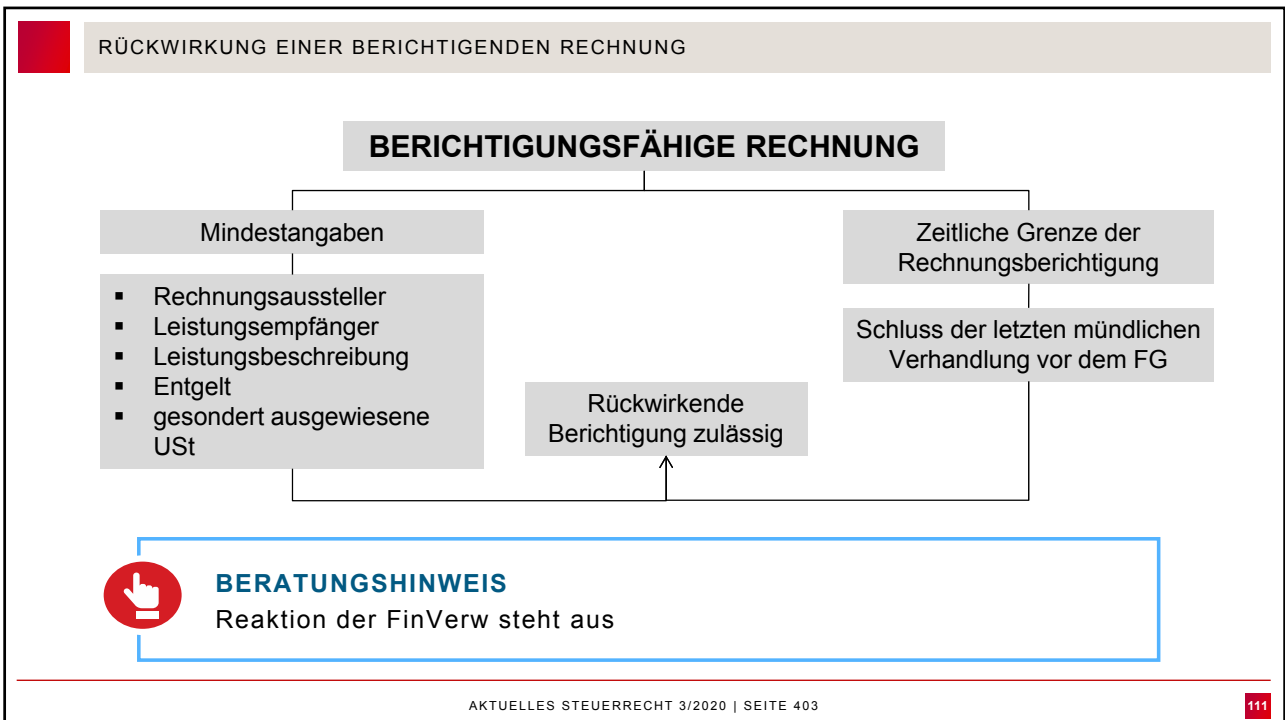 RÜCKWIRKUNG EINER BERICHTIGENDEN RECHNUNG
BERICHTIGUNGSFÄHIGE RECHNUNG
Mindestangaben
▪ Rechnungsaussteller
▪ Leistungsempfänger
▪ Leistungsbeschreibung
▪ Entgelt
▪ gesondert ausgewiesene
USt
Zeitliche Grenze der
Rechnungsberichtigung
Schluss der letzten mündlichen
Verhandlung vor dem FG
Rückwirkende
Berichtigung zulässig
BERATUNGSHINWEIS
Reaktion der FinVerw steht aus
AKTUELLES STEUERRECHT 3/2020 | SEITE 403
111